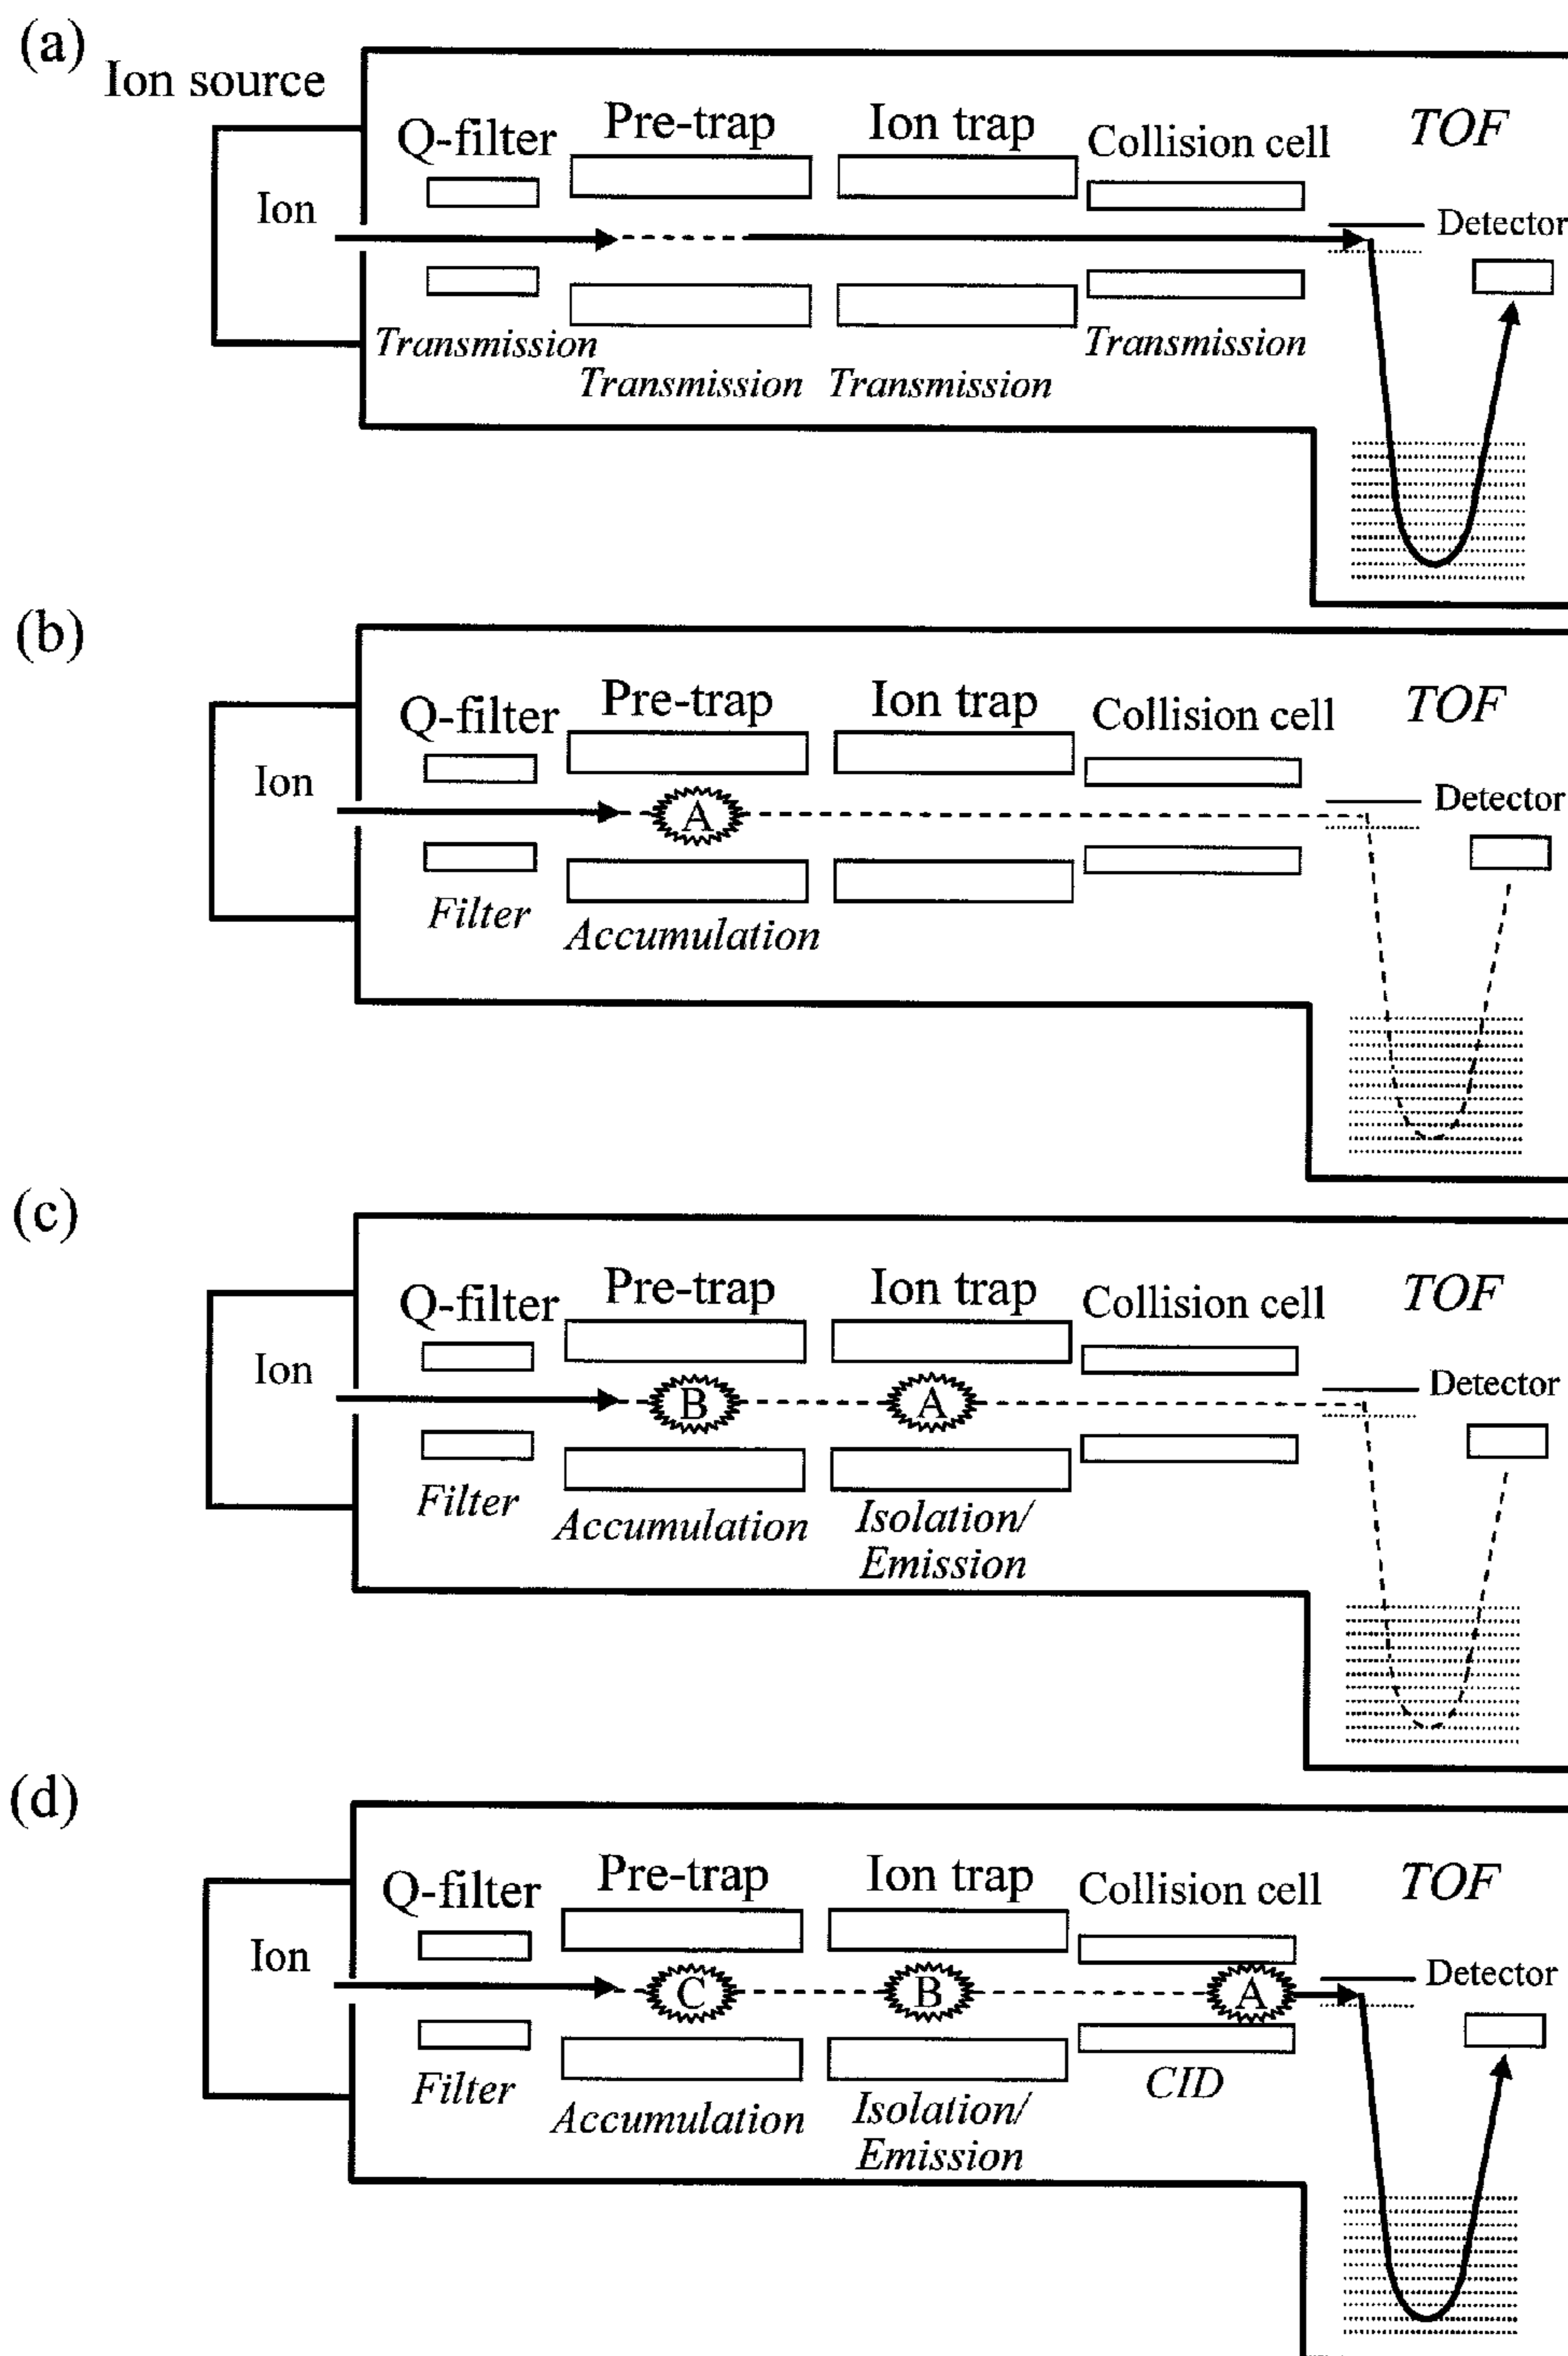 (a)
Ion source
Q-filter
Pre-trap
Ion trap
Collision cell
TOF
Ion
Detector
Transmission
Transmission
Transmission
Transmission
(b)
Q-filter
Pre-trap
Ion trap
Collision cell
TOF
Ion
A
Detector
Filter
Accumulation
(c)
Q-filter
Pre-trap
Ion trap
Collision cell
TOF
Ion
B
A
Detector
Filter
Accumulation
Isolation/
Emission
(d)
Q-filter
Pre-trap
Ion trap
Collision cell
TOF
Ion
C
B
A
Detector
Filter
Accumulation
Isolation/
Emission
CID